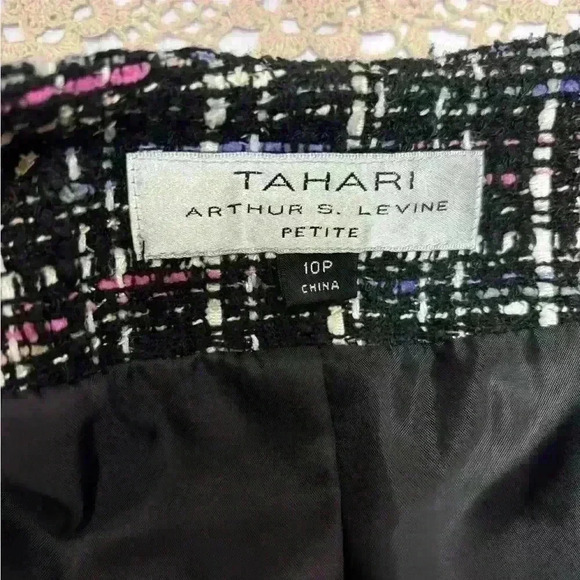 TAHARI
ARTHUR S. LEVINE
PETITE
10P
CHINA